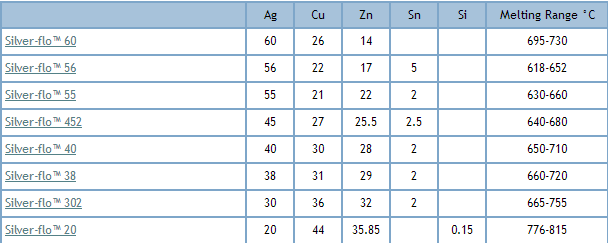 Ag Cu Zn Sn Si Melting Range °C
Silver-flo™ 60 60 26 14 695-730
Silver-flo™ 56 56 22 17 5 618-652
Silver-flo™ 55 55 21 22 2 630-660
Silver-flo™ 452 45 27 25.5 2.5 640-680
Silver-flo™ 40 40 30 28 2 650-710
Silver-flo™ 38 38 31 29 2 660-720
Silver-flo™ 302 30 36 32 2 665-755
Silver-flo™ 20 20 44 35.85 0.15 776-815